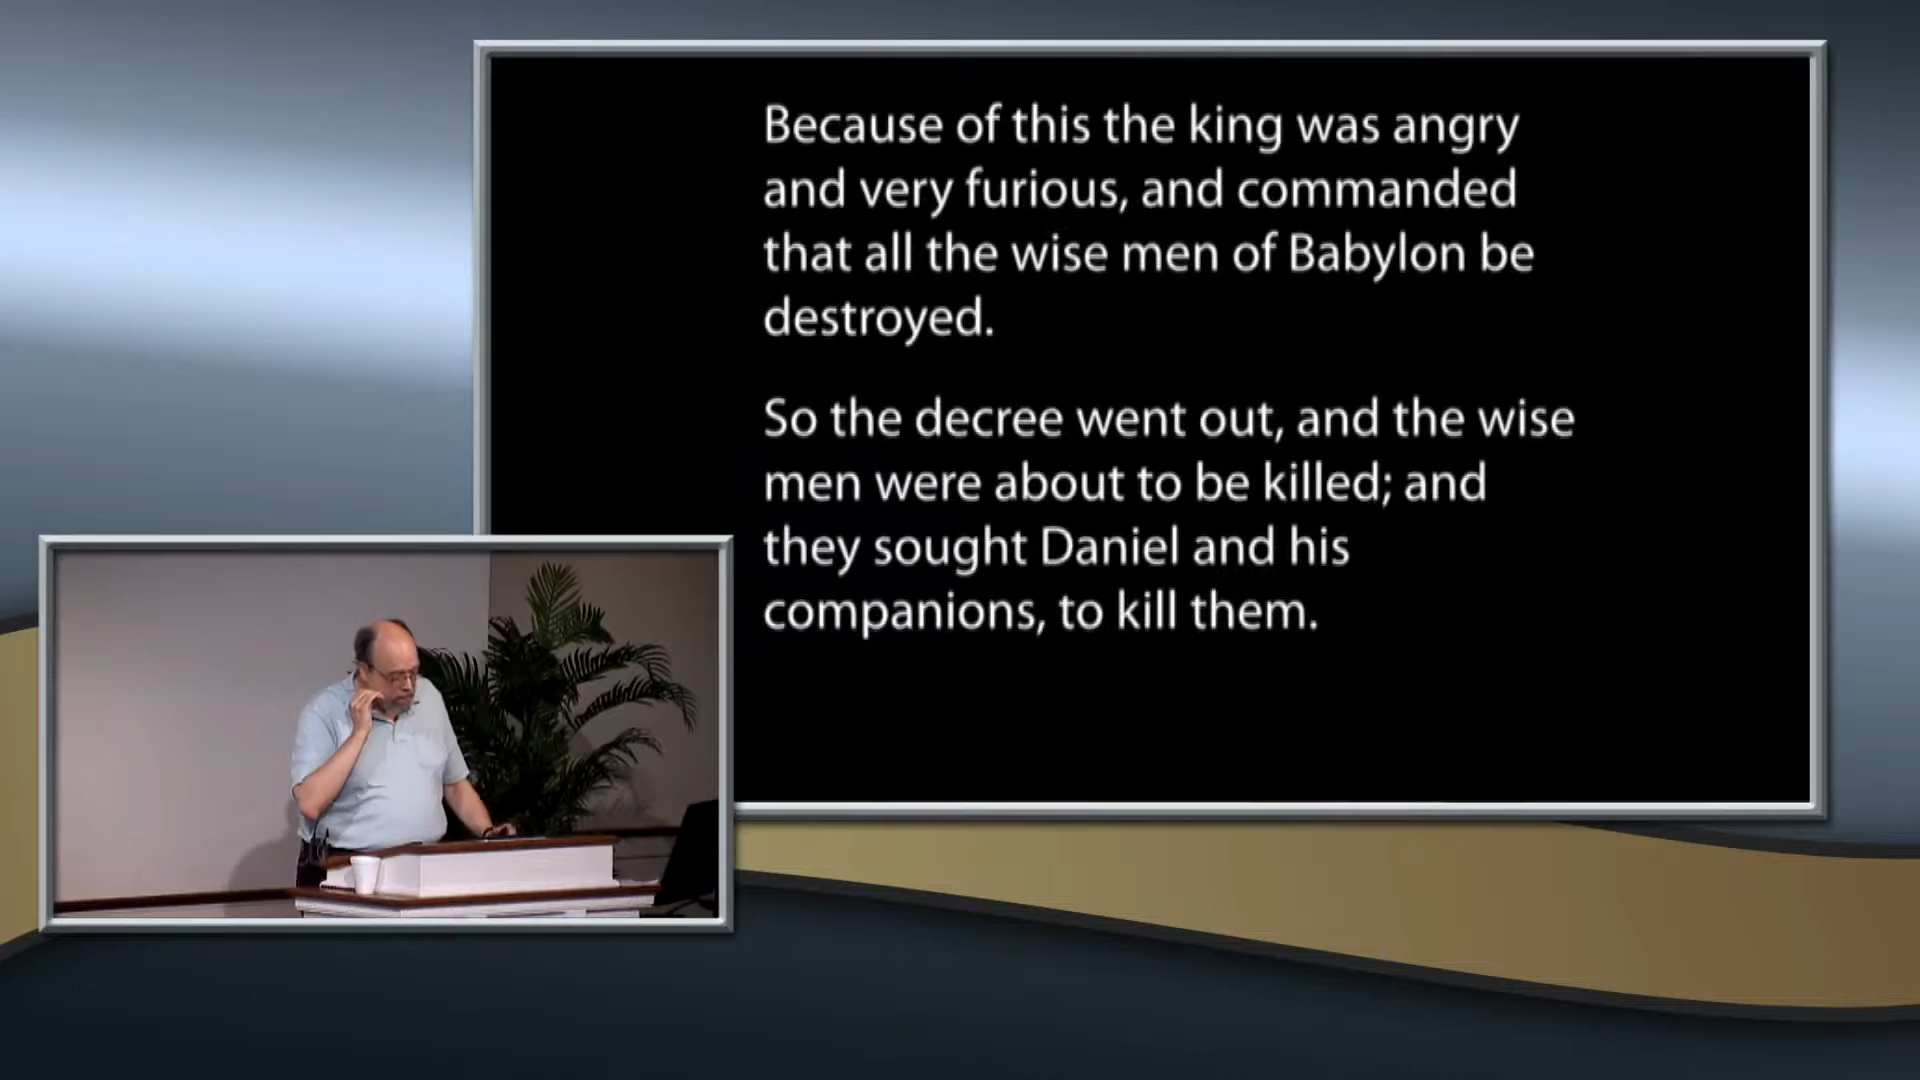 Because of this the king was angry
and very furious, and commanded
that all the wise men of Babylon be
destroyed.
So the decree went out, and the wise
men were about to be killed; and
they sought Daniel and his
companions, to kill them.